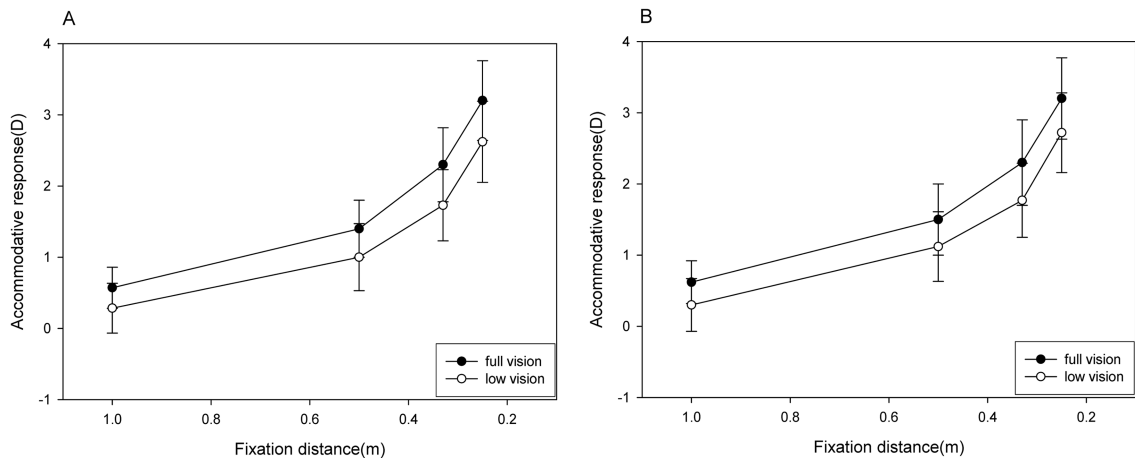 A
4
3
2
1
0
-1
Accommodative response(D)
1.0 0.8 0.6 0.4 0.2
Fixation distance(m)
full vision
low vision
B
4
3
2
1
0
-1
Accommodative response(D)
1.0 0.8 0.6 0.4 0.2
Fixation distance(m)
full vision
low vision